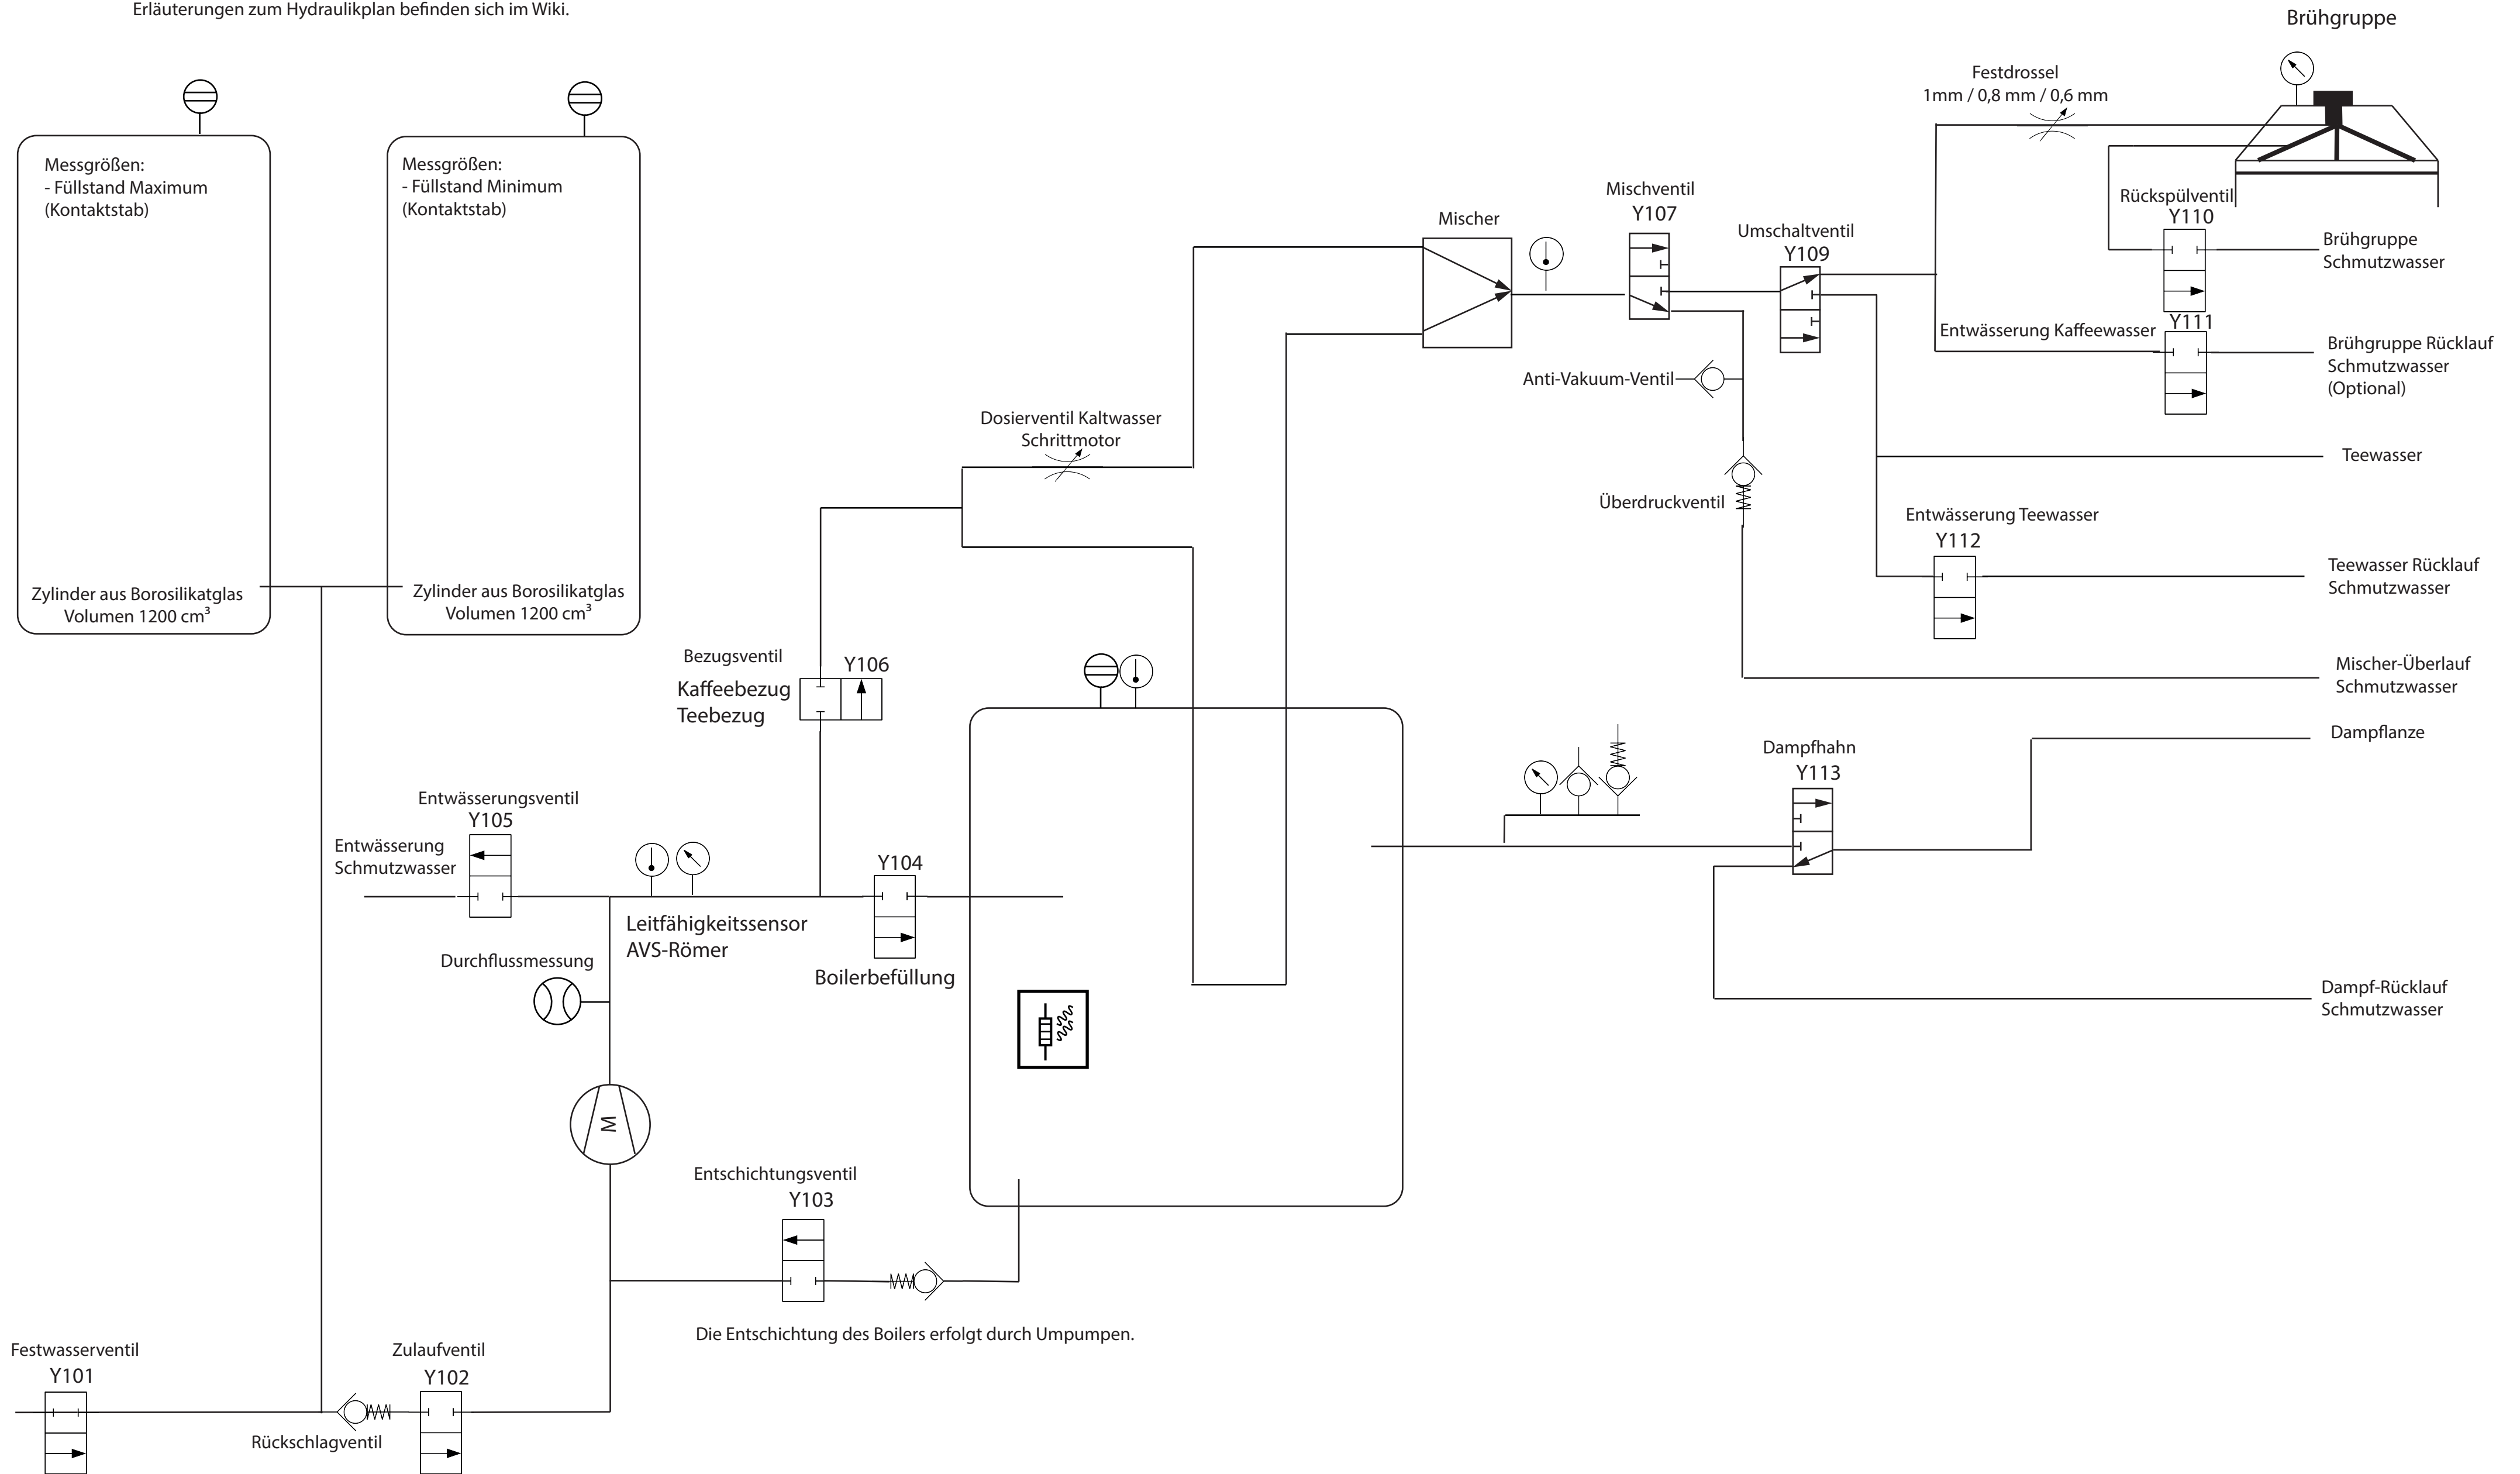 Erläuterungen zum Hydraulikplan befinden sich im Wiki.
Brühgruppe
Festdrossel
1mm / 0,8 mm / 0,6 mm
Messgrößen:
- Füllstand Maximum
(Kontaktstab)
Messgrößen:
- Füllstand Minimum
(Kontaktstab)
Mischventil
Y107
Mischer
Umschaltventil
Y109
Rückspülventil
Y110
Brühgruppe
Schmutzwasser
Y111
Entwässerung Kaffeewasser
Brühgruppe Rücklauf
Schmutzwasser
(Optional)
Anti-Vakuum-Ventil
Dosierventil Kaltwasser
Schrittmotor
Teewasser
Überdruckventil
Entwässerung Teewasser
Y112
Teewasser Rücklauf
Schmutzwasser
Zylinder aus Borosilikatglas
Volumen 1200 cm³
Zylinder aus Borosilikatglas
Volumen 1200 cm³
Bezugsventil
Y106
Kaffeebezug
Teebezug
Mischer-Überlauf
Schmutzwasser
Dampflanze
Dampfhahn
Y113
Entwässerungsventil
Y105
Entwässerung
Schmutzwasser
Y104
Leitfähigkeitssensor
AVS-Römer
Durchflussmessung
Boilerbefüllung
Dampf-Rücklauf
Schmutzwasser
M
Entschichtungsventil
Y103
Die Entschichtung des Boilers erfolgt durch Umpumpen.
Festwasserventil
Y101
Zulaufventil
Y102
Rückschlagventil